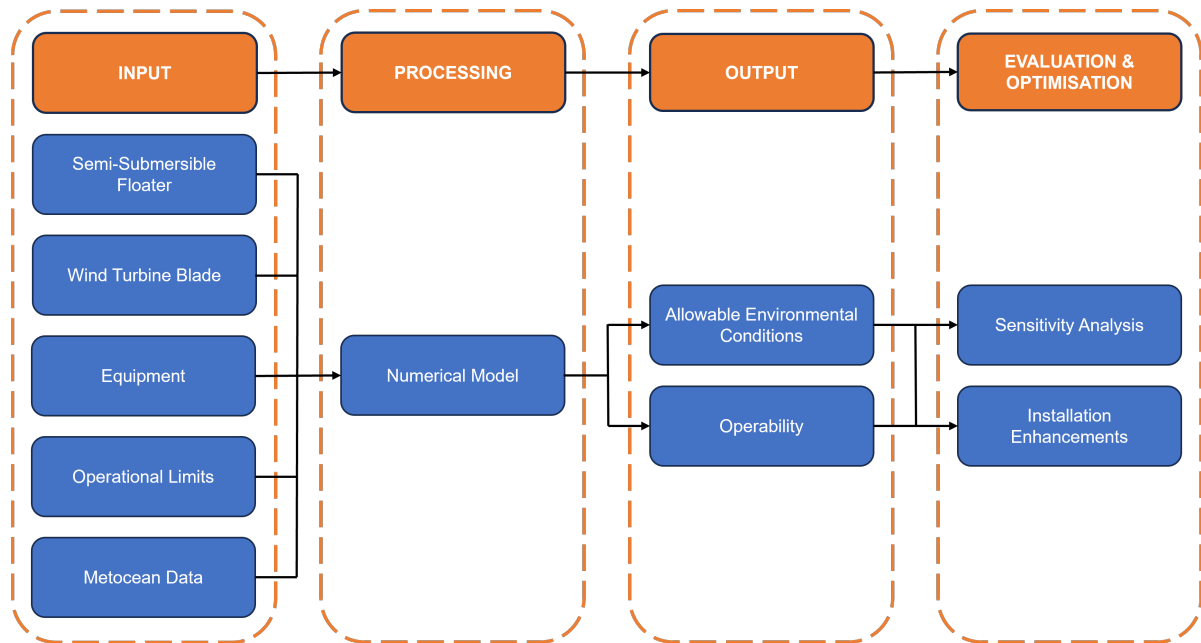 INPUT
PROCESSING
OUTPUT
EVALUATION &
OPTIMISATION
Semi-Submersible
Floater
Wind Turbine Blade
Equipment
Operational Limits
Metocean Data
Numerical Model
Allowable Environmental
Conditions
Operability
Sensitivity Analysis
Installation
Enhancements